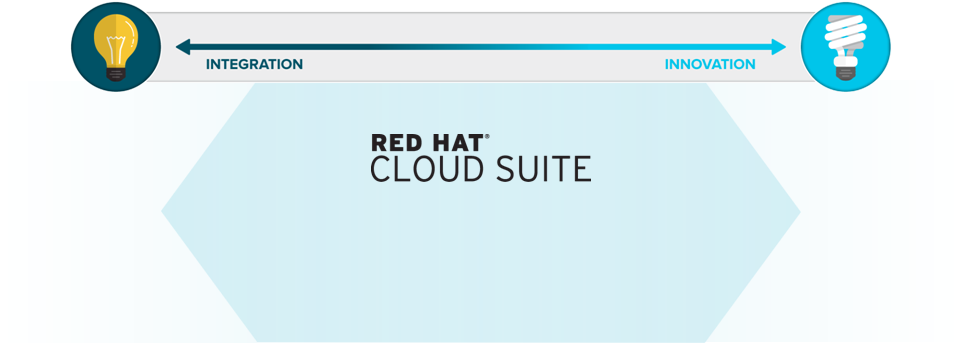 INTEGRATION
INNOVATION
RED HAT®
CLOUD SUITE